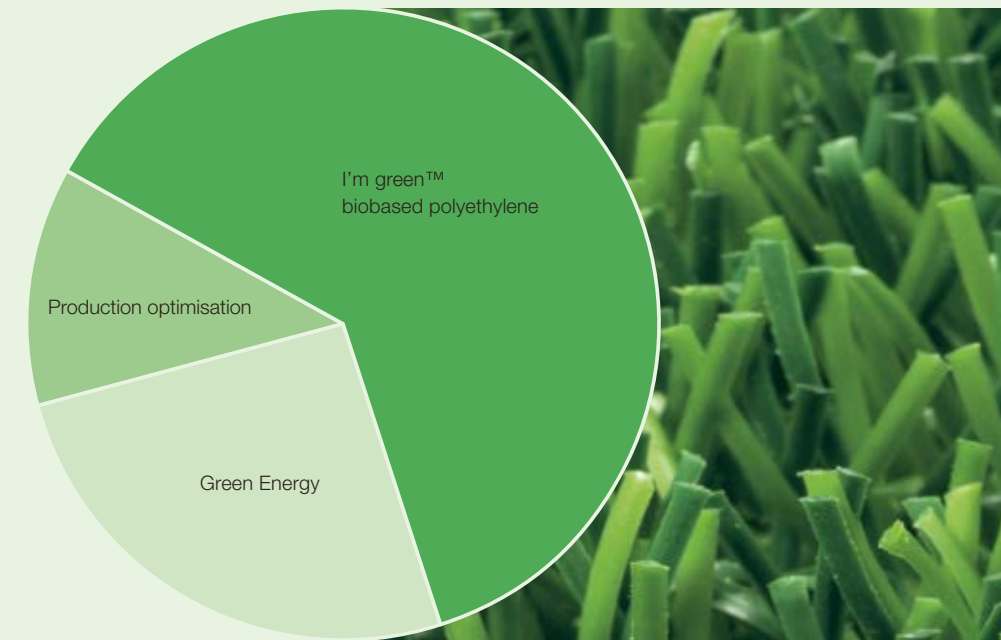 I’m green™
biobased polyethylene
Production optimisation
Green Energy